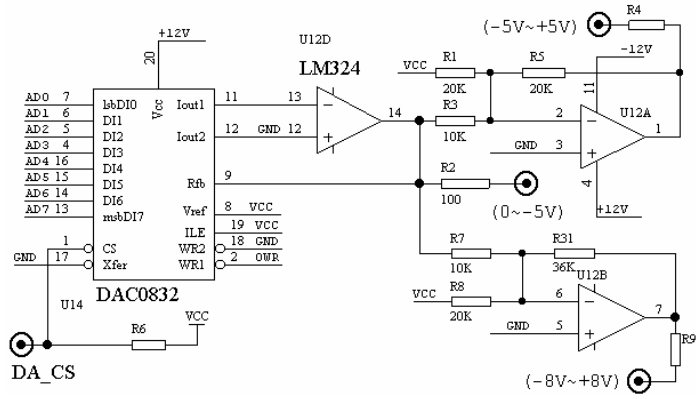 (-5V~+5V)
R4
+12V
20
U12D
LM324
-12V
11
VCC
R1
20K
R5
20K
U12A
AD0 7 lsbDI0
AD1 6 DI1
AD2 5 DI2
AD3 4 DI3
AD4 16 DI4
AD5 15 DI5
AD6 14 DI6
AD7 13 msbDI7
Vcc
Iout1 11
Iout2 12 GND
Rfb 9
Vref 8 VCC
ILE 19 VCC
WR2 18 GND
WR1 2 0WR
1 CS
GND 17 Xfer
13 −
12 +
14
R3
10K
2 −
GND 3 +
1
4
+12V
R2
100
(0~-5V)
U14
DAC0832
R7
10K
R31
36K
VCC
R8
20K
U12B
6 −
GND 5 +
7
R9
R6
VCC
DA_CS
(-8V~+8V)